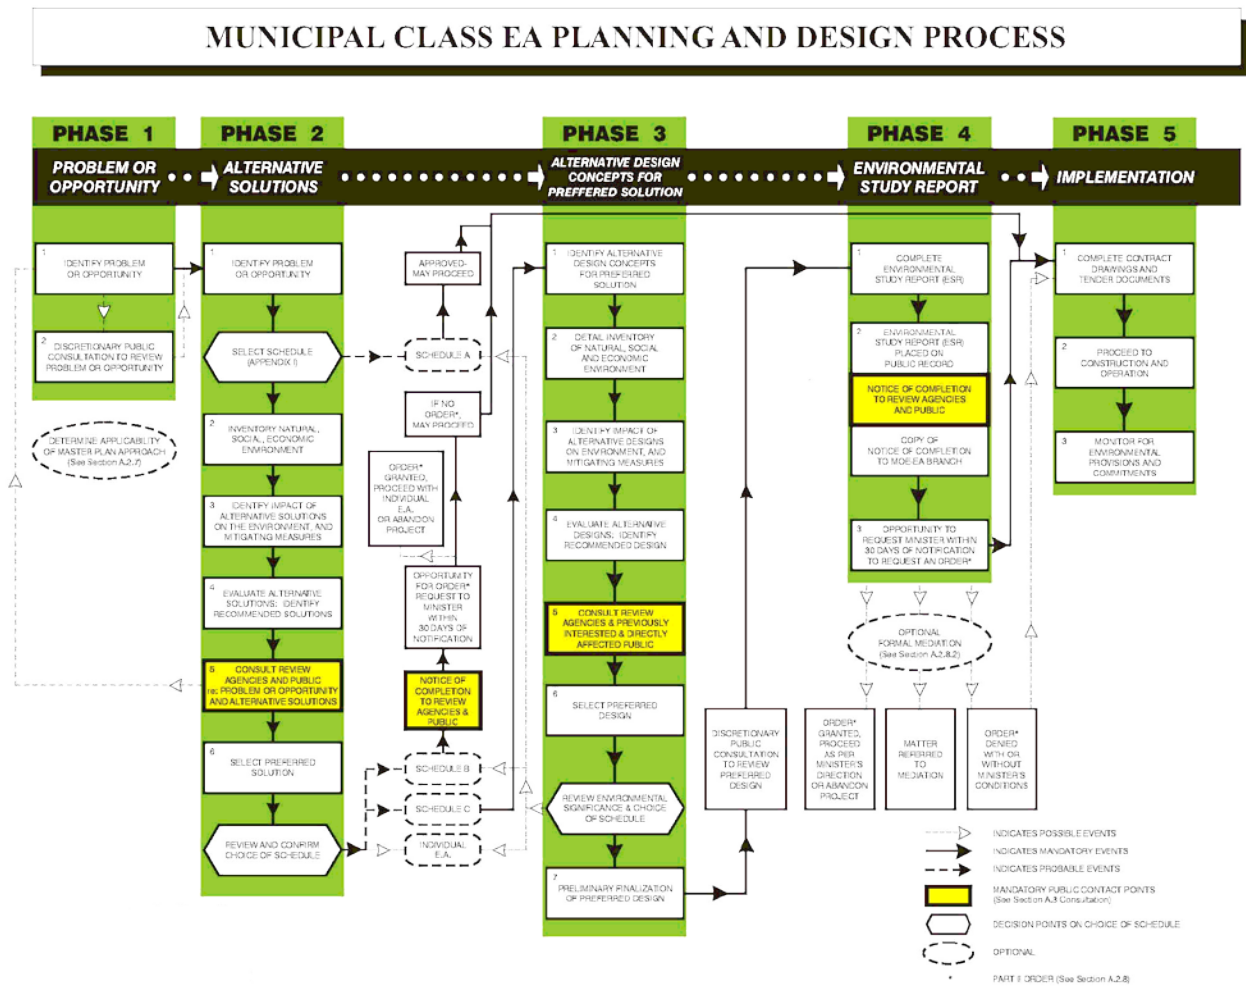 MUNICIPAL CLASS EA PLANNING AND DESIGN PROCESS
PHASE 1
PROBLEM OR
OPPORTUNITY
1
IDENTIFY PROBLEM
OR OPPORTUNITY
2
DISCRETIONARY PUBLIC
CONSULTATION TO REVIEW
PROBLEM OR OPPORTUNITY
DETERMINE APPLICABILITY
OF MASTER PLAN APPROACH
(See Section A.2.7)
PHASE 2
ALTERNATIVE
SOLUTIONS
1
IDENTIFY PROBLEM
OR OPPORTUNITY
SELECT SCHEDULE
(APPENDIX I)
2
INVENTORY NATURAL,
SOCIAL, ECONOMIC
ENVIRONMENT
3
IDENTIFY IMPACT OF
ALTERNATIVE SOLUTIONS
ON THE ENVIRONMENT, AND
MITIGATING MEASURES
4
EVALUATE ALTERNATIVE
SOLUTIONS: IDENTIFY
RECOMMENDED SOLUTIONS
5
CONSULT REVIEW
AGENCIES AND PUBLIC
re: PROBLEM OR OPPORTUNITY
AND ALTERNATIVE SOLUTIONS
6
SELECT PREFERRED
SOLUTION
REVIEW AND CONFIRM
CHOICE OF SCHEDULE
APPROVED-
MAY PROCEED
SCHEDULE A
IF NO
ORDER*,
MAY PROCEED
ORDER*
GRANTED,
PROCEED WITH
INDIVIDUAL
E.A.
OR ABANDON
PROJECT
OPPORTUNITY
FOR ORDER*
REQUEST TO
MINISTER
WITHIN
30 DAYS OF
NOTIFICATION
NOTICE OF
COMPLETION
TO REVIEW
AGENCIES &
PUBLIC
SCHEDULE B
SCHEDULE C
INDIVIDUAL
E.A.
PHASE 3
ALTERNATIVE DESIGN
CONCEPTS FOR
PREFFERED SOLUTION
1
IDENTIFY ALTERNATIVE
DESIGN CONCEPTS
FOR PREFERRED
SOLUTION
2
DETAIL INVENTORY
OF NATURAL, SOCIAL
AND ECONOMIC
ENVIRONMENT
3
IDENTIFY IMPACT OF
ALTERNATIVE DESIGNS
ON ENVIRONMENT, AND
MITIGATING MEASURES
4
EVALUATE ALTERNATIVE
DESIGNS: IDENTIFY
RECOMMENDED DESIGN
5
CONSULT REVIEW
AGENCIES & PREVIOUSLY
INTERESTED & DIRECTLY
AFFECTED PUBLIC
6
SELECT PREFERRED
DESIGN
REVIEW ENVIRONMENTAL
SIGNIFICANCE & CHOICE
OF SCHEDULE
7
PRELIMINARY FINALIZATION
OF PREFERRED DESIGN
DISCRETIONARY
PUBLIC
CONSULTATION
TO REVIEW
PREFERRED
DESIGN
PHASE 4
ENVIRONMENTAL
STUDY REPORT
1
COMPLETE
ENVIRONMENTAL
STUDY REPORT (ESR)
2
ENVIRONMENTAL
STUDY REPORT (ESR)
PLACED ON
PUBLIC RECORD
NOTICE OF COMPLETION
TO REVIEW AGENCIES
AND PUBLIC
COPY OF
NOTICE OF COMPLETION
TO MOE-EA BRANCH
3
OPPORTUNITY TO
REQUEST MINISTER WITHIN
30 DAYS OF NOTIFICATION
TO REQUEST AN ORDER*
OPTIONAL
FORMAL MEDIATION
(See Section A.2.8.2)
ORDER*
GRANTED,
PROCEED
AS PER
MINISTER'S
DIRECTION
OR ABANDON
PROJECT
MATTER
REFERRED
TO
MEDIATION
ORDER*
DENIED WITH
OR
WITHOUT
MINISTER'S
CONDITIONS
PHASE 5
IMPLEMENTATION
1
COMPLETE CONTRACT
DRAWINGS AND
TENDER DOCUMENTS
2
PROCEED TO
CONSTRUCTION AND
OPERATION
3
MONITOR FOR
ENVIRONMENTAL
PROVISIONS AND
COMMITMENTS
INDICATES POSSIBLE EVENTS
INDICATES MANDATORY EVENTS
INDICATES PROBABLE EVENTS
MANDATORY PUBLIC CONTACT POINTS
(See Section A.3 Consultation)
DECISION POINTS ON CHOICE OF SCHEDULE
OPTIONAL
* PART II ORDER (See Section A.2.8)